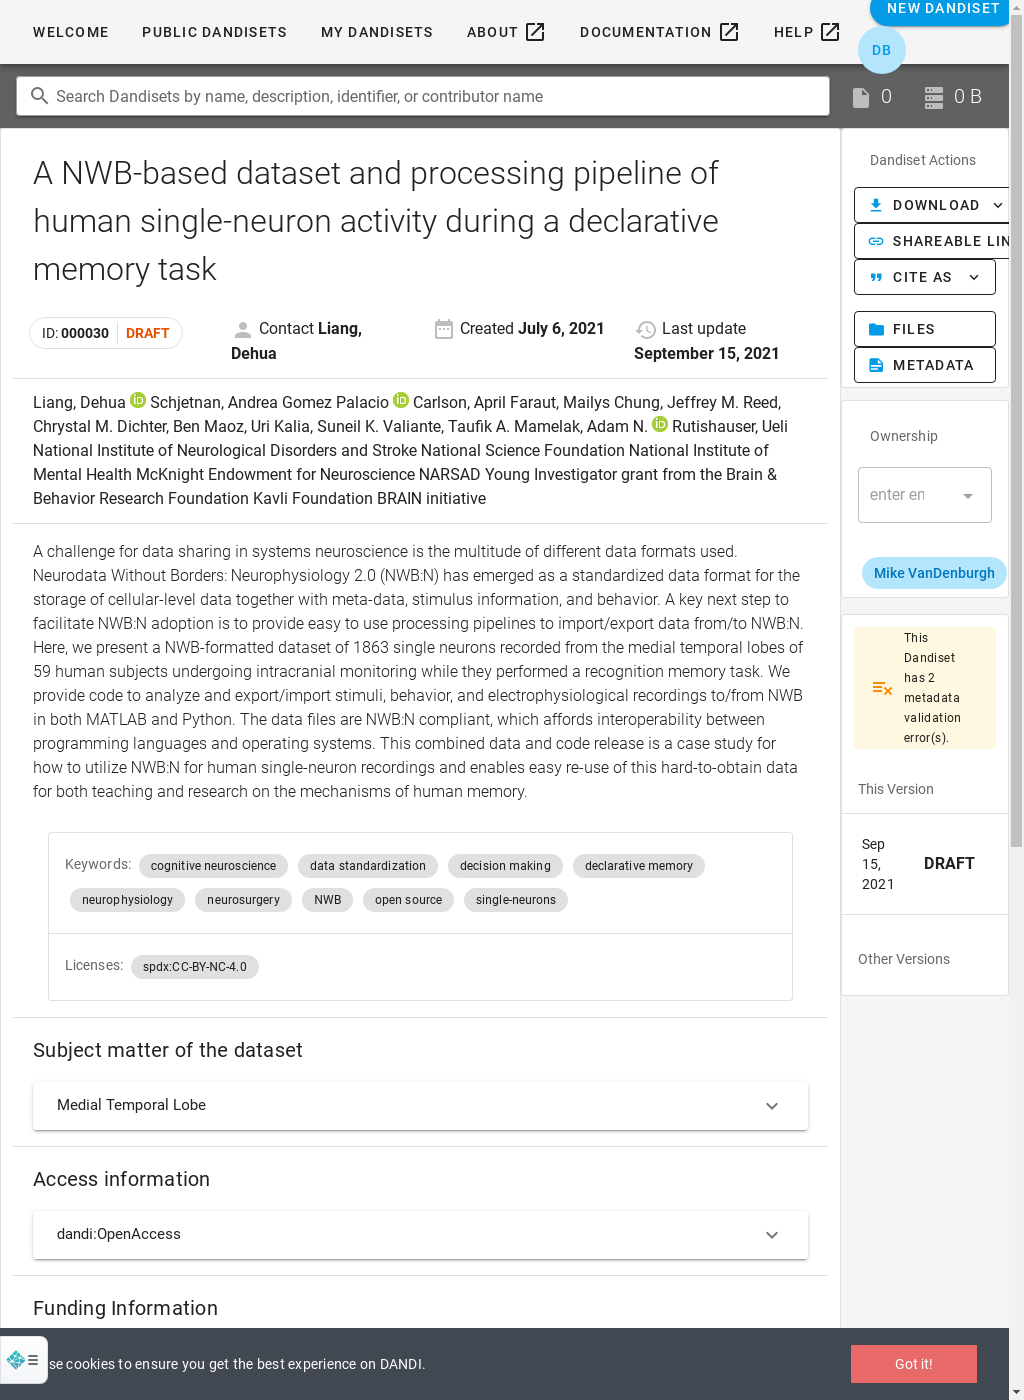 WELCOME PUBLIC DANDISETS MY DANDISETS ABOUT DOCUMENTATION HELP NEW DANDISET
DB
Search Dandisets by name, description, identifier, or contributor name 0 0 B
A NWB-based dataset and processing pipeline of
human single-neuron activity during a declarative
memory task
ID: 000030 DRAFT
Contact Liang,
Dehua
Created July 6, 2021
Last update
September 15, 2021
Liang, Dehua Schjetnan, Andrea Gomez Palacio Carlson, April Faraut, Mailys Chung, Jeffrey M. Reed,
Chrystal M. Dichter, Ben Maoz, Uri Kalia, Suneil K. Valiante, Taufik A. Mamelak, Adam N. Rutishauser, Ueli
National Institute of Neurological Disorders and Stroke National Science Foundation National Institute of
Mental Health McKnight Endowment for Neuroscience NARSAD Young Investigator grant from the Brain &
Behavior Research Foundation Kavli Foundation BRAIN initiative
A challenge for data sharing in systems neuroscience is the multitude of different data formats used.
Neurodata Without Borders: Neurophysiology 2.0 (NWB:N) has emerged as a standardized data format for the
storage of cellular-level data together with meta-data, stimulus information, and behavior. A key next step to
facilitate NWB:N adoption is to provide easy to use processing pipelines to import/export data from/to NWB:N.
Here, we present a NWB-formatted dataset of 1863 single neurons recorded from the medial temporal lobes of
59 human subjects undergoing intracranial monitoring while they performed a recognition memory task. We
provide code to analyze and export/import stimuli, behavior, and electrophysiological recordings to/from NWB
in both MATLAB and Python. The data files are NWB:N compliant, which affords interoperability between
programming languages and operating systems. This combined data and code release is a case study for
how to utilize NWB:N for human single-neuron recordings and enables easy re-use of this hard-to-obtain data
for both teaching and research on the mechanisms of human memory.
Keywords: cognitive neuroscience data standardization decision making declarative memory
neurophysiology neurosurgery NWB open source single-neurons
Licenses: spdx:CC-BY-NC-4.0
Subject matter of the dataset
Medial Temporal Lobe
Access information
dandi:OpenAccess
Funding Information
Dandiset Actions
DOWNLOAD
SHAREABLE LIN
CITE AS
FILES
METADATA
Ownership
enter en
Mike VanDenburgh
This
Dandiset
has 2
metadata
validation
error(s).
This Version
Sep
15,
2021
DRAFT
Other Versions
se cookies to ensure you get the best experience on DANDI.
Got it!